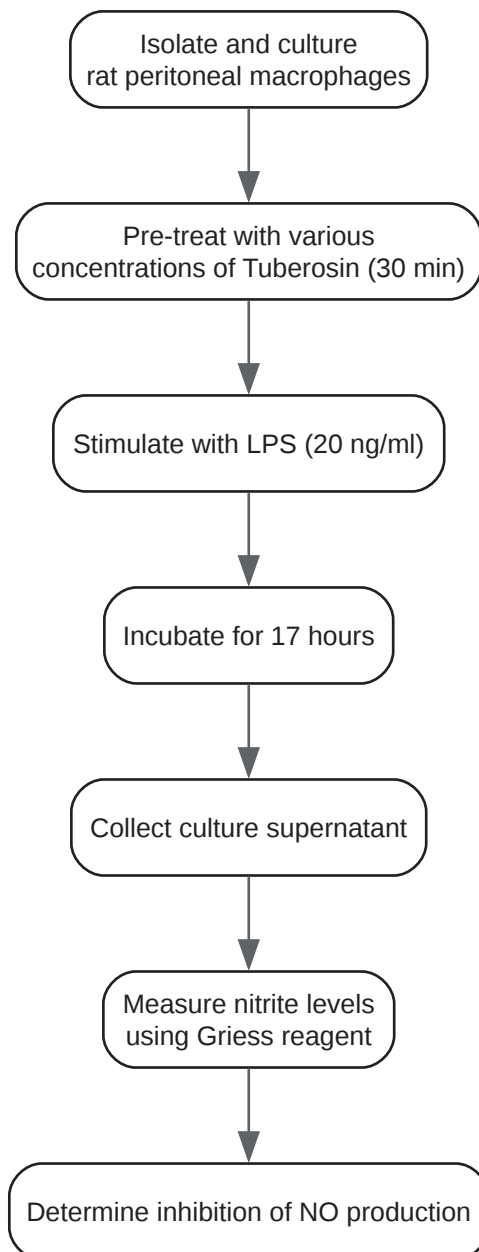 Isolate and culture
rat peritoneal macrophages
Pre-treat with various
concentrations of Tuberosin (30 min)
Stimulate with LPS (20 ng/ml)
Incubate for 17 hours
Collect culture supernatant
Measure nitrite levels
using Griess reagent
Determine inhibition of NO production